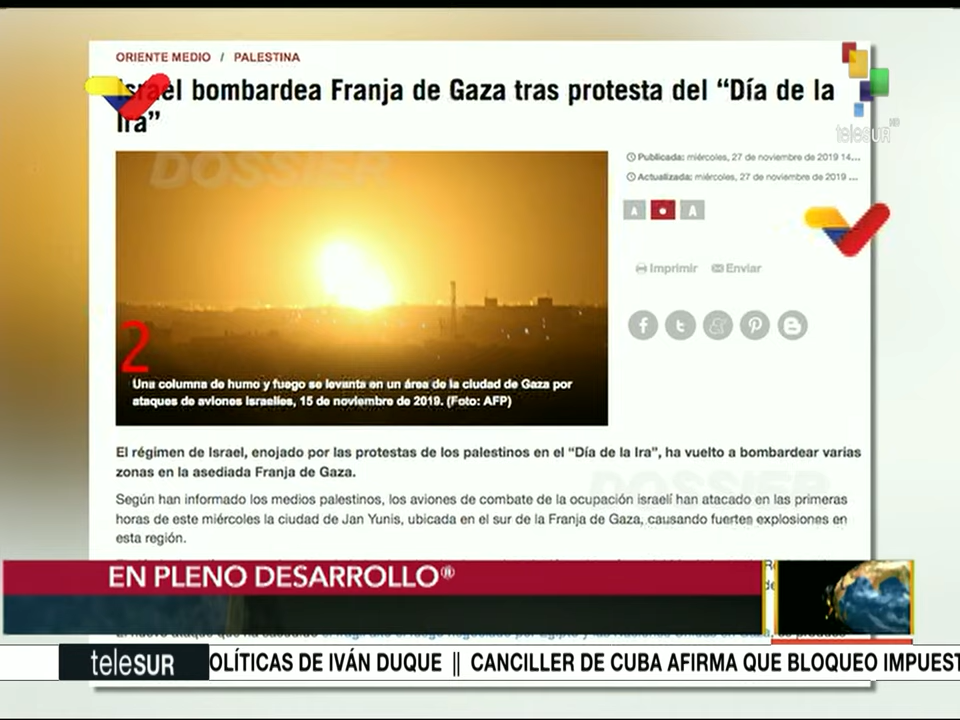 ORIENTE MEDIO / PALESTINA
Israel bombardea Franja de Gaza tras protesta del “Día de la
Ira”
teleSUR HD
DOSSIER
Publicada: miércoles, 27 de noviembre de 2019 14...
Actualizada: miércoles, 27 de noviembre de 2019 ...
A A
Imprimir Enviar
2
Una columna de humo y fuego se levanta en un área de la ciudad de Gaza por
ataques de aviones israelíes, 15 de noviembre de 2019. (Foto: AFP)
El régimen de Israel, enojado por las protestas de los palestinos en el “Día de la Ira”, ha vuelto a bombardear varias
zonas en la asediada Franja de Gaza.
DOSSIER
Según han informado los medios palestinos, los aviones de combate de la ocupación israelí han atacado en las primeras
horas de este miércoles la ciudad de Jan Yunis, ubicada en el sur de la Franja de Gaza, causando fuertes explosiones en
esta región.
EN PLENO DESARROLLO®
teleSUR OLÍTICAS DE IVÁN DUQUE || CANCILLER DE CUBA AFIRMA QUE BLOQUEO IMPUEST